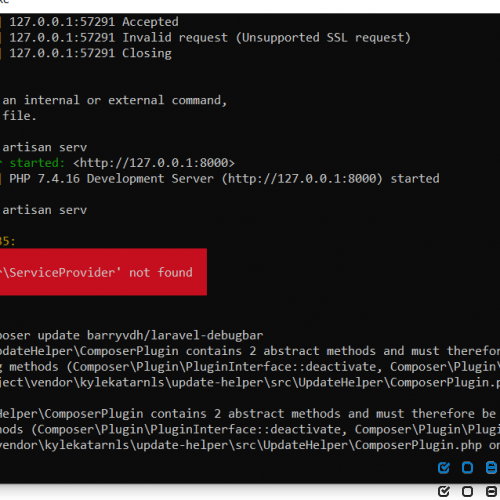 127.0.0.1:57291 Accepted
127.0.0.1:57291 Invalid request (Unsupported SSL request)
127.0.0.1:57291 Closing
an internal or external command,
file.
artisan serv
started: <http://127.0.0.1:8000>
PHP 7.4.16 Development Server (http://127.0.0.1:8000) started
artisan serv
35:
\ServiceProvider' not found
poser update barryvdh/laravel-debugbar
pdateHelper\ComposerPlugin contains 2 abstract methods and must therefor
g methods (Composer\Plugin\PluginInterface::deactivate, Composer\Plugin\
ject\vendor\kylekatarnls\update-helper\src\UpdateHelper\ComposerPlugin.p
Helper\ComposerPlugin contains 2 abstract methods and must therefore be
hods (Composer\Plugin\PluginInterface::deactivate, Composer\Plugin\Plugi
vendor\kylekatarnls\update-helper\src\UpdateHelper\ComposerPlugin.php on